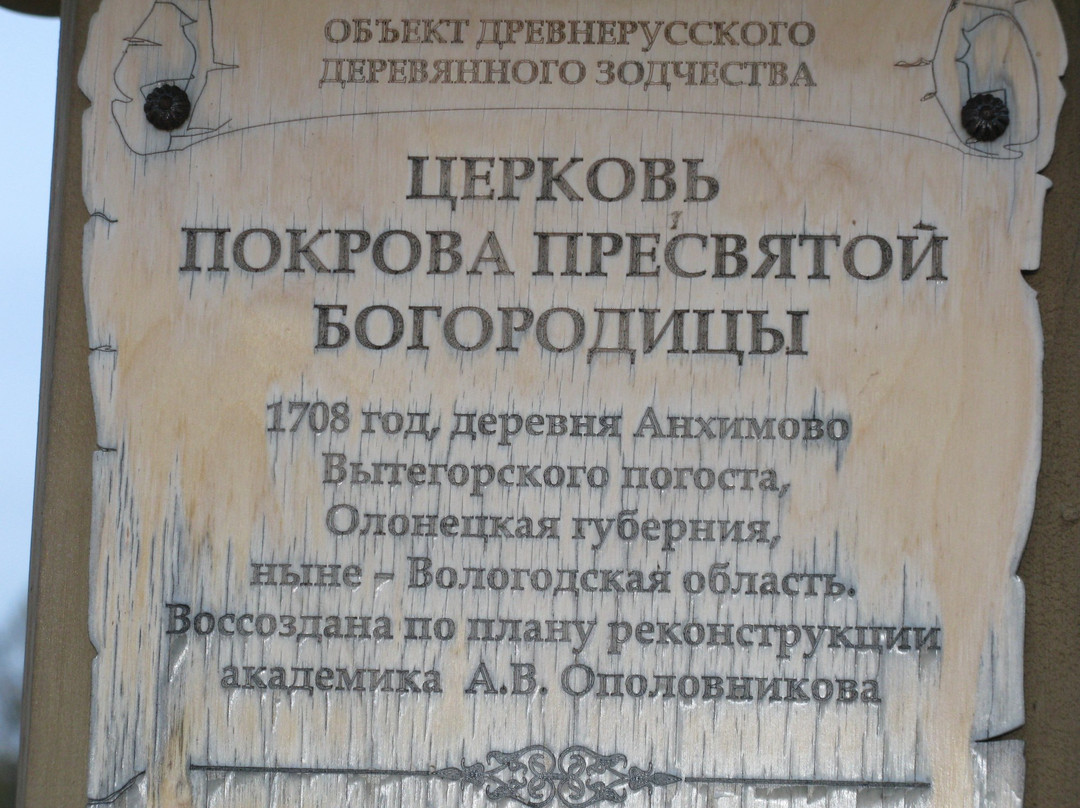 ОБЪЕКТ ДРЕВНЕРУССКОГО
ДЕРЕВЯННОГО ЗОДЧЕСТВА
ЦЕРКОВЬ
ПОКРОВА ПРЕСВЯТОЙ
БОГОРОДИЦЫ
1708 год, деревня Анхимово
Вытегорского погоста,
Олонецкая губерния,
ныне – Вологодская область.
Воссоздана по плану реконструкции
академика А.В. Ополовникова